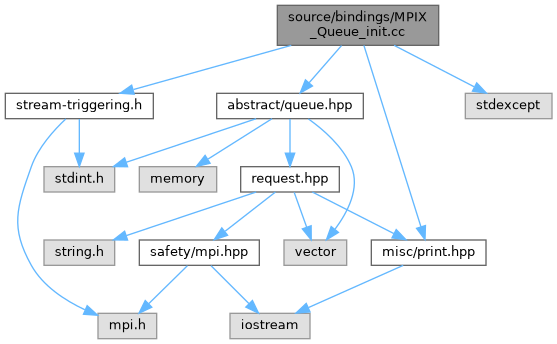 source/bindings/MPIX
_Queue_init.cc
stream-triggering.h
abstract/queue.hpp
stdexcept
stdint.h
memory
request.hpp
string.h
safety/mpi.hpp
vector
misc/print.hpp
mpi.h
iostream